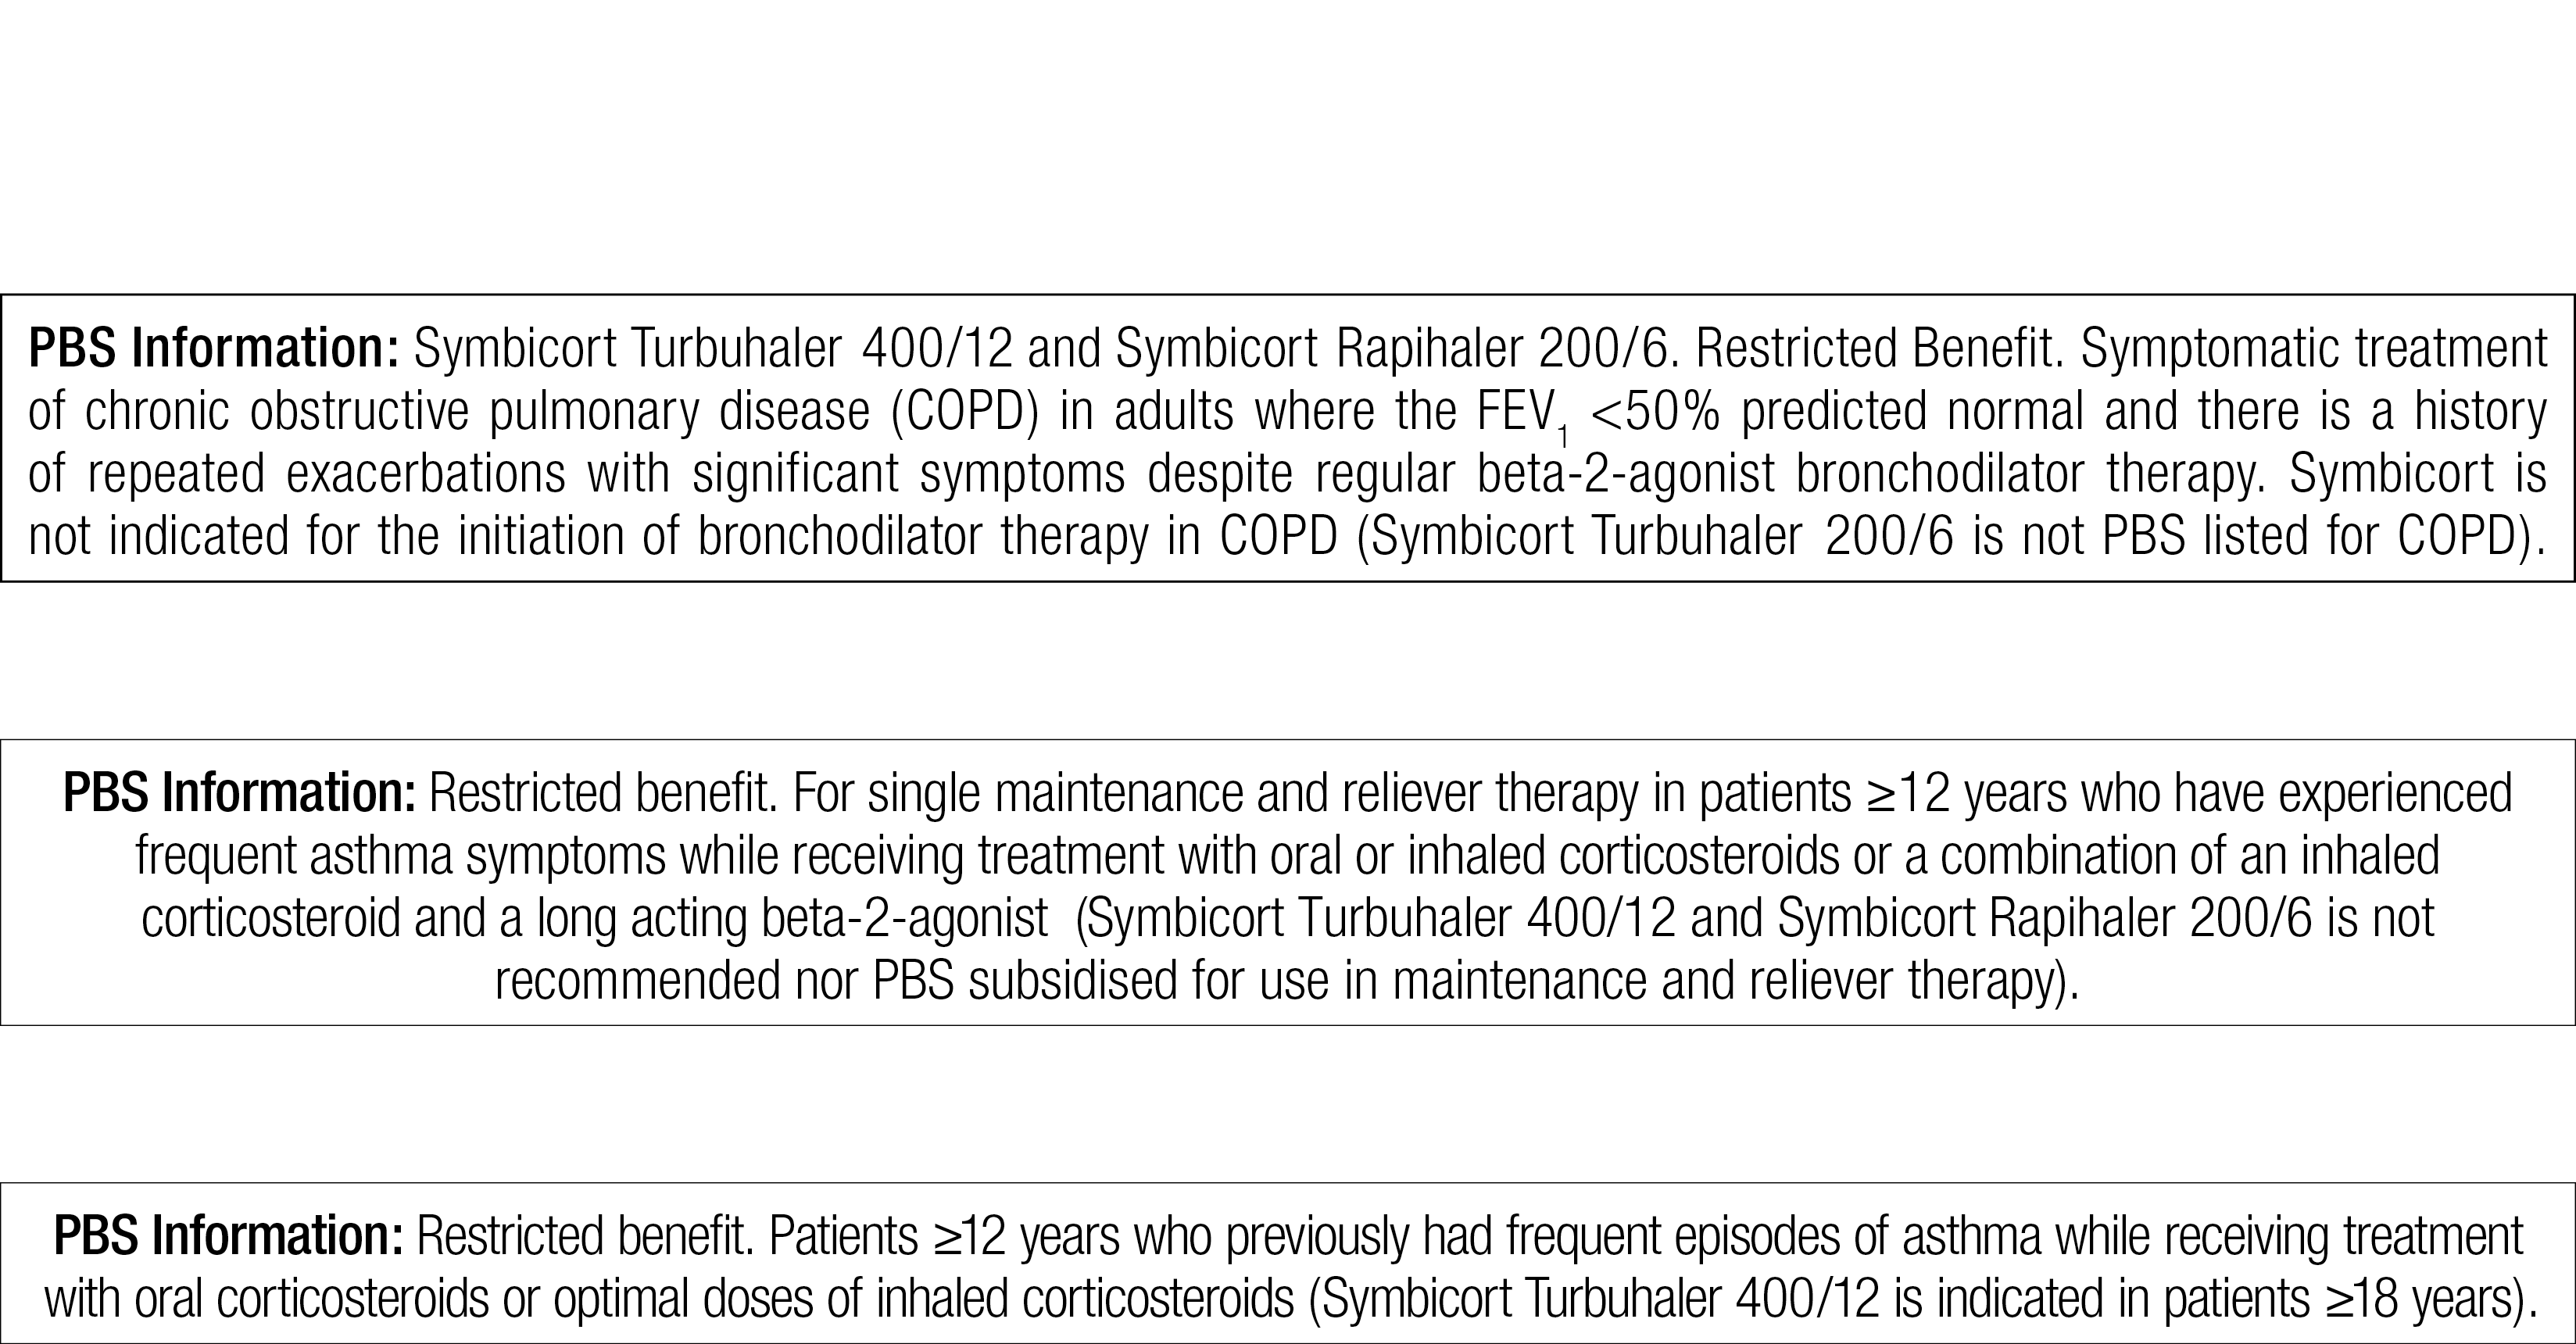 PBS Information: Symbicort Turbuhaler 400/12 and Symbicort Rapihaler 200/6. Restricted Benefit. Symptomatic treatment
of chronic obstructive pulmonary disease (COPD) in adults where the FEV₁ <50% predicted normal and there is a history
of repeated exacerbations with significant symptoms despite regular beta-2-agonist bronchodilator therapy. Symbicort is
not indicated for the initiation of bronchodilator therapy in COPD (Symbicort Turbuhaler 200/6 is not PBS listed for COPD).
PBS Information: Restricted benefit. For single maintenance and reliever therapy in patients ≥12 years who have experienced
frequent asthma symptoms while receiving treatment with oral or inhaled corticosteroids or a combination of an inhaled
corticosteroid and a long acting beta-2-agonist (Symbicort Turbuhaler 400/12 and Symbicort Rapihaler 200/6 is not
recommended nor PBS subsidised for use in maintenance and reliever therapy).
PBS Information: Restricted benefit. Patients ≥12 years who previously had frequent episodes of asthma while receiving treatment
with oral corticosteroids or optimal doses of inhaled corticosteroids (Symbicort Turbuhaler 400/12 is indicated in patients ≥18 years).